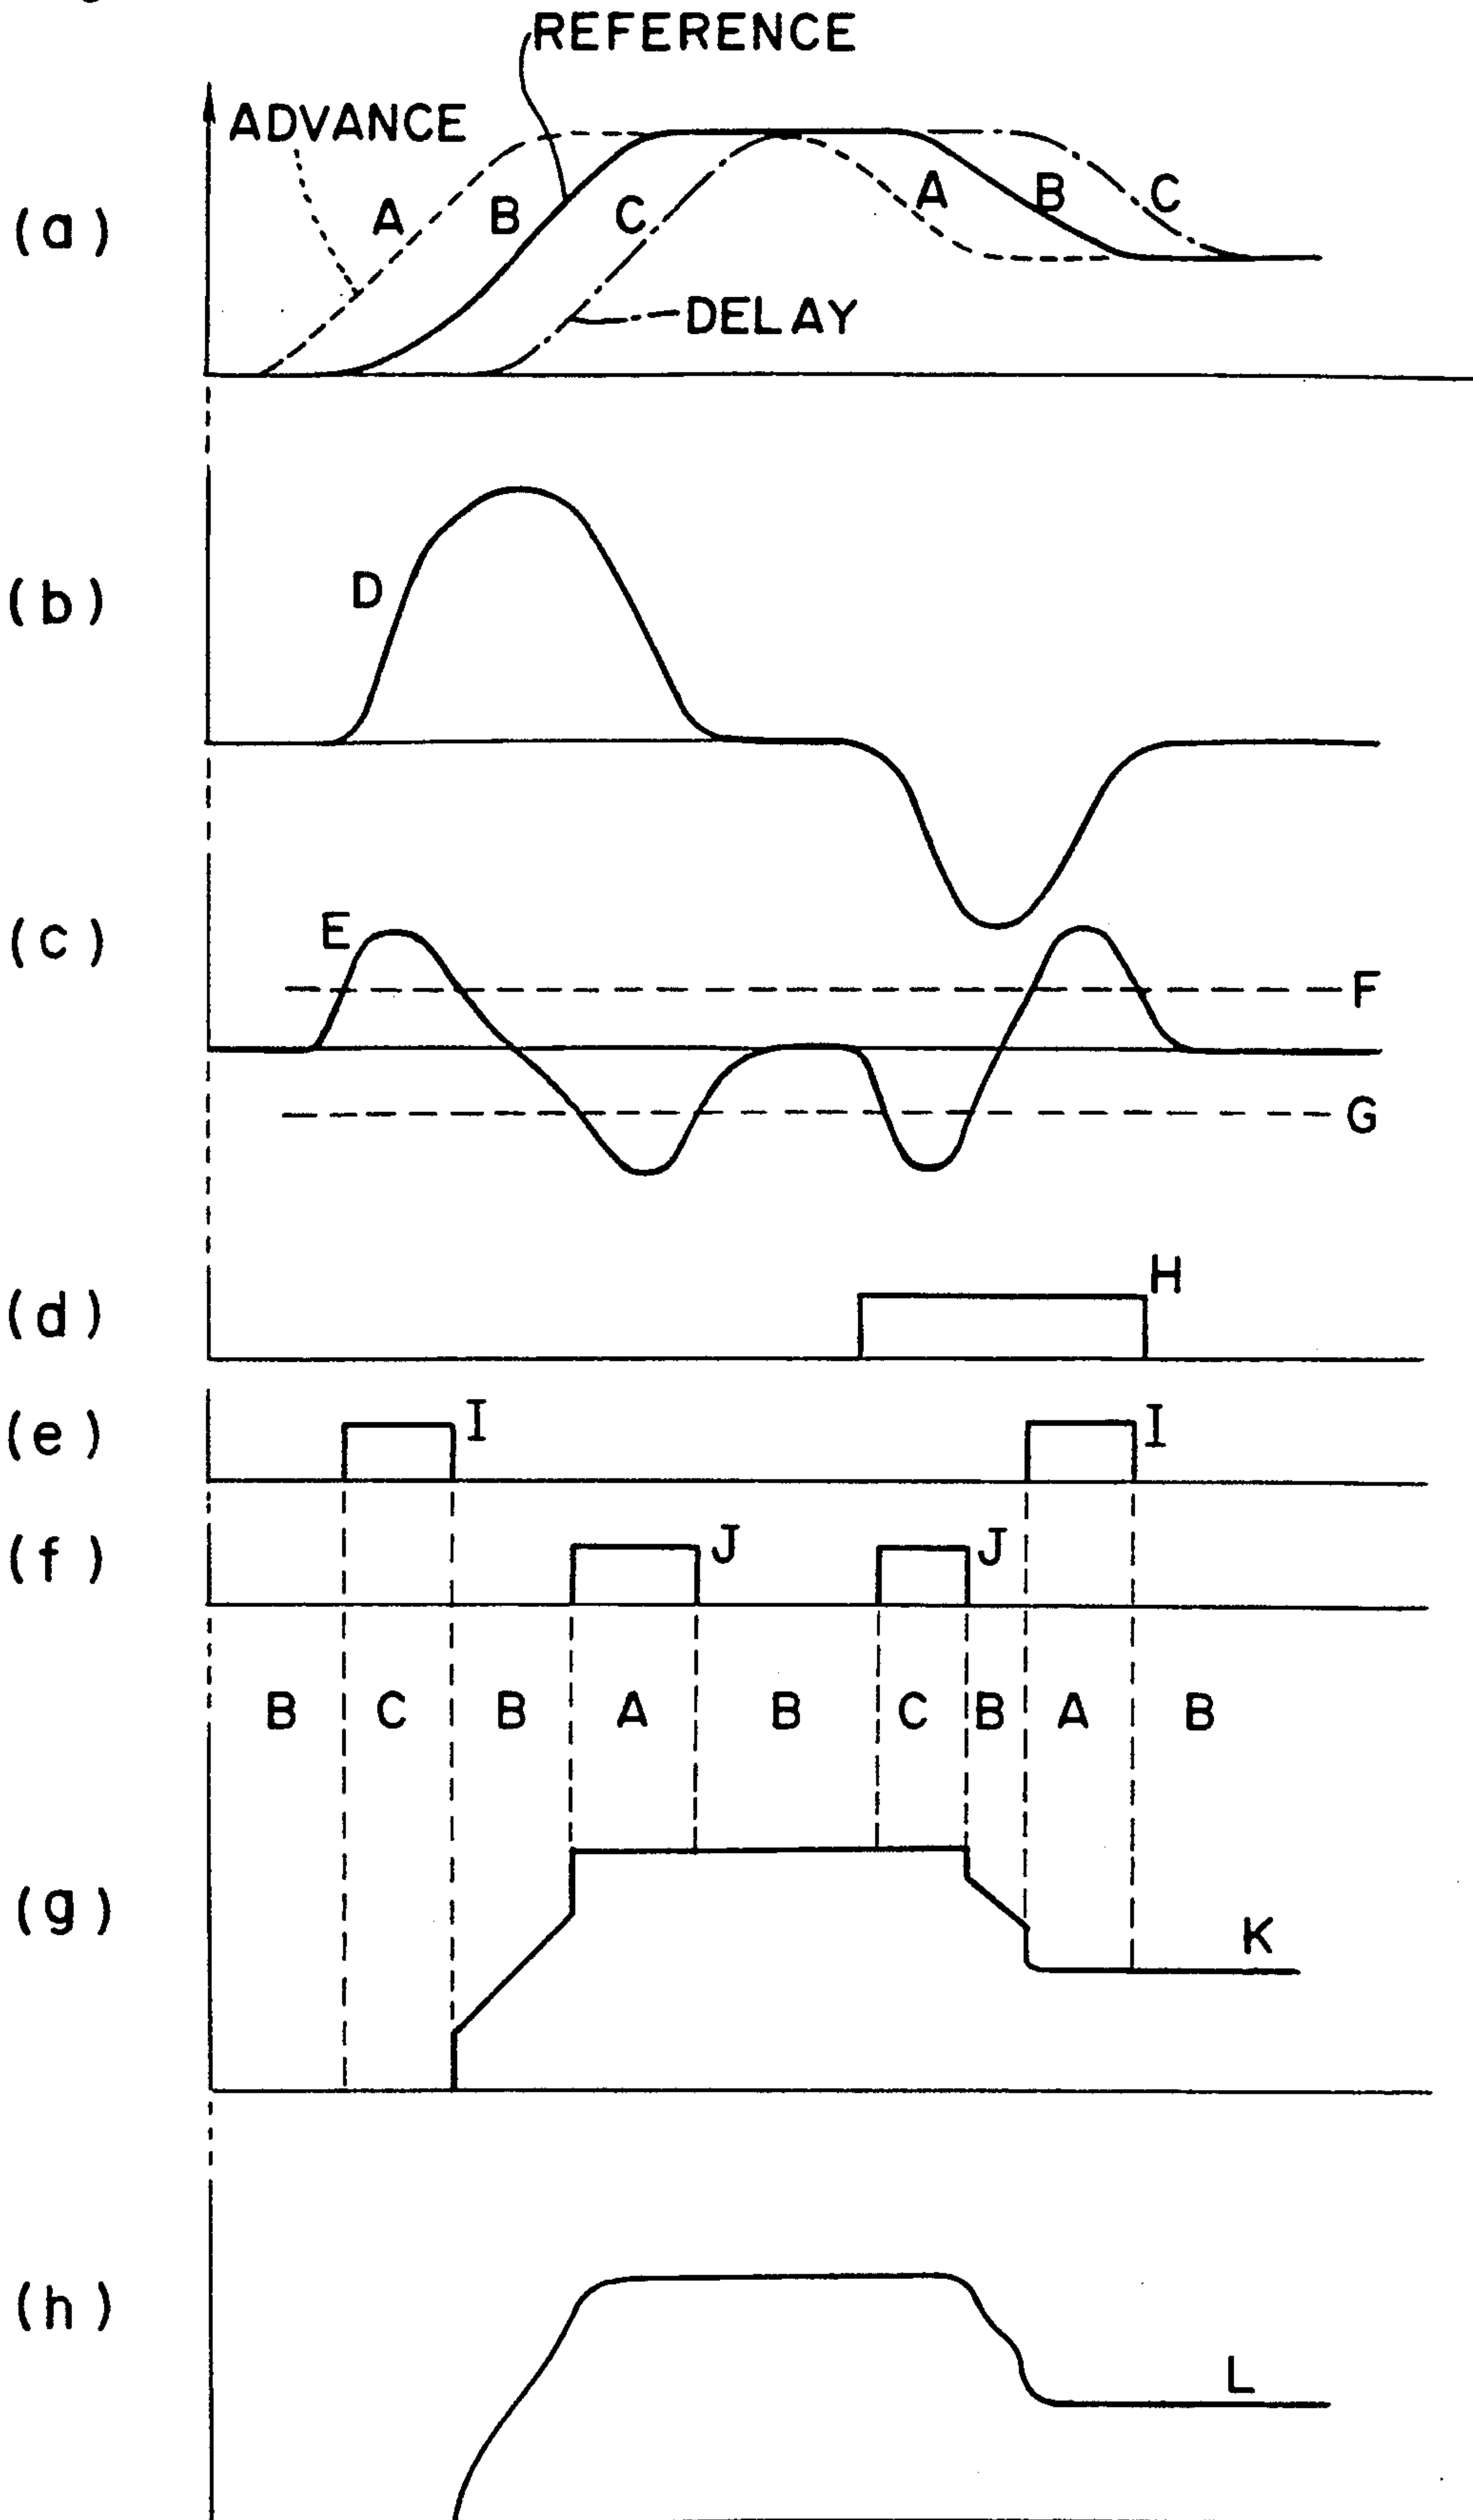 REFERENCE
ADVANCE
(a) A B C A B C
DELAY
(b) D
(c) E
F
G
(d) H
(e) I I
(f) J J
B C B A B C B A B
(g) K
(h) L